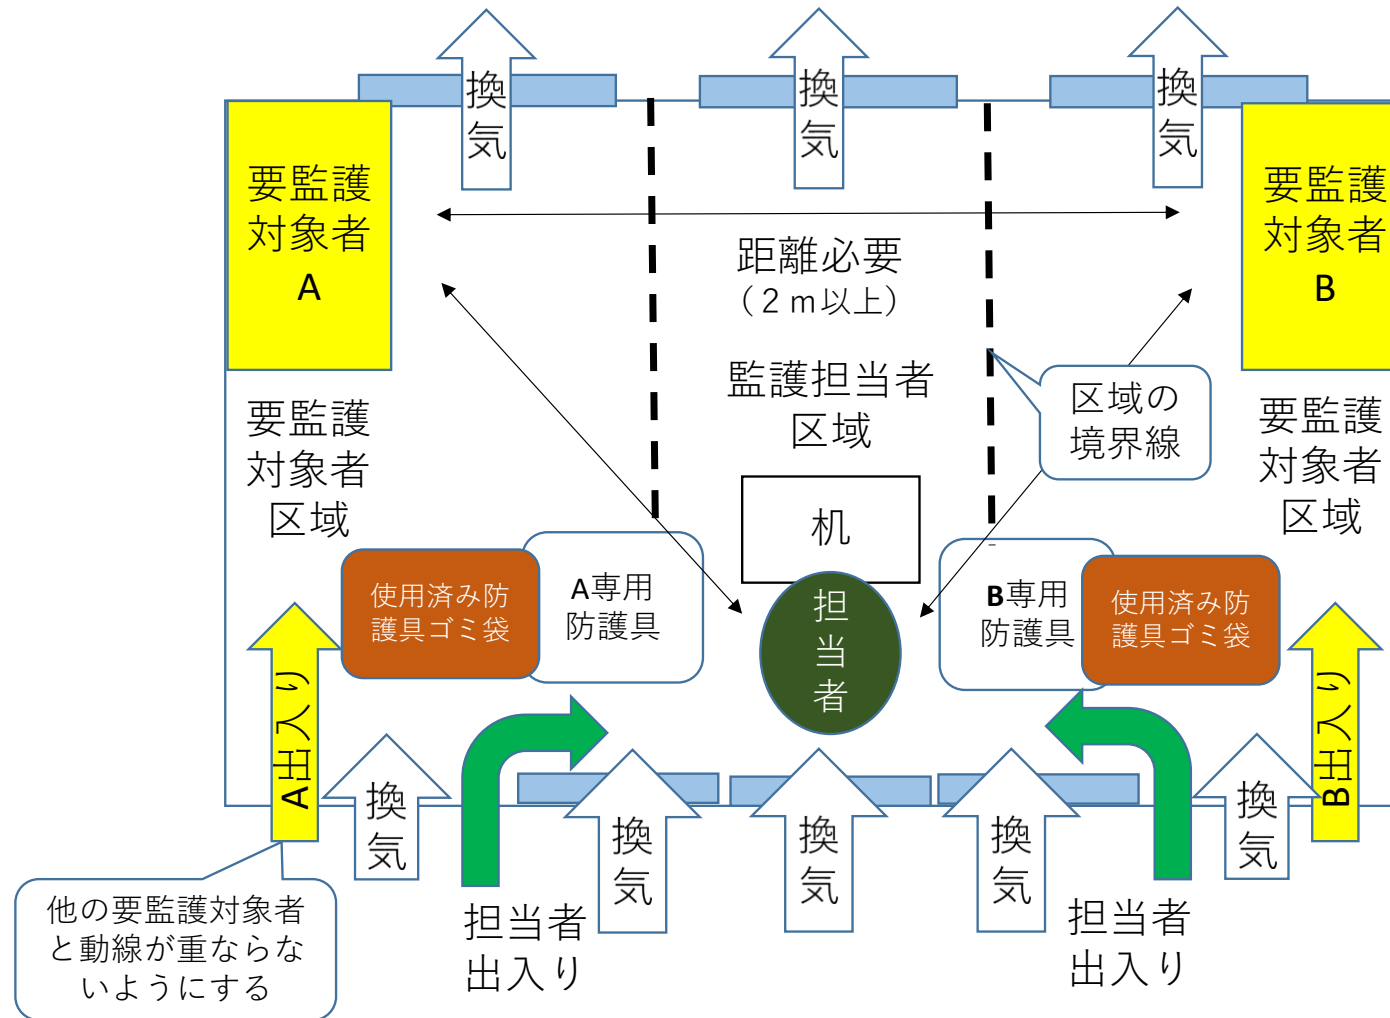 換
気
換
気
換
気
要監護
対象者
A
要監護
対象者
B
距離必要
（２ｍ以上）
監護担当者
区域
区域の
境界線
要監護
対象者
区域
要監護
対象者
区域
机
担
当
者
使用済み防
護具ゴミ袋
A専用
防護具
B専用
防護具
使用済み防
護具ゴミ袋
A出入り
B出入り
換
気
換
気
換
気
換
気
換
気
他の要監護対象者
と動線が重ならな
いようにする
担当者
出入り
担当者
出入り